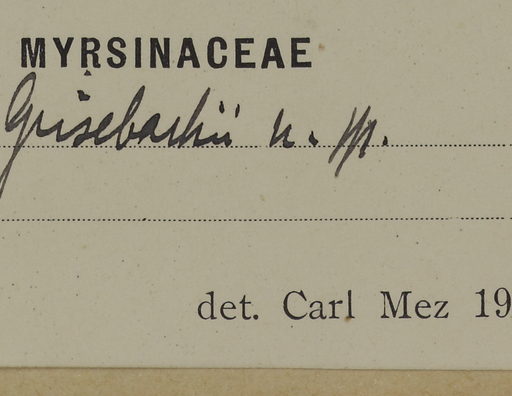 MYRSINACEAE
Grisebachii n. sp.
det. Carl Mez 19